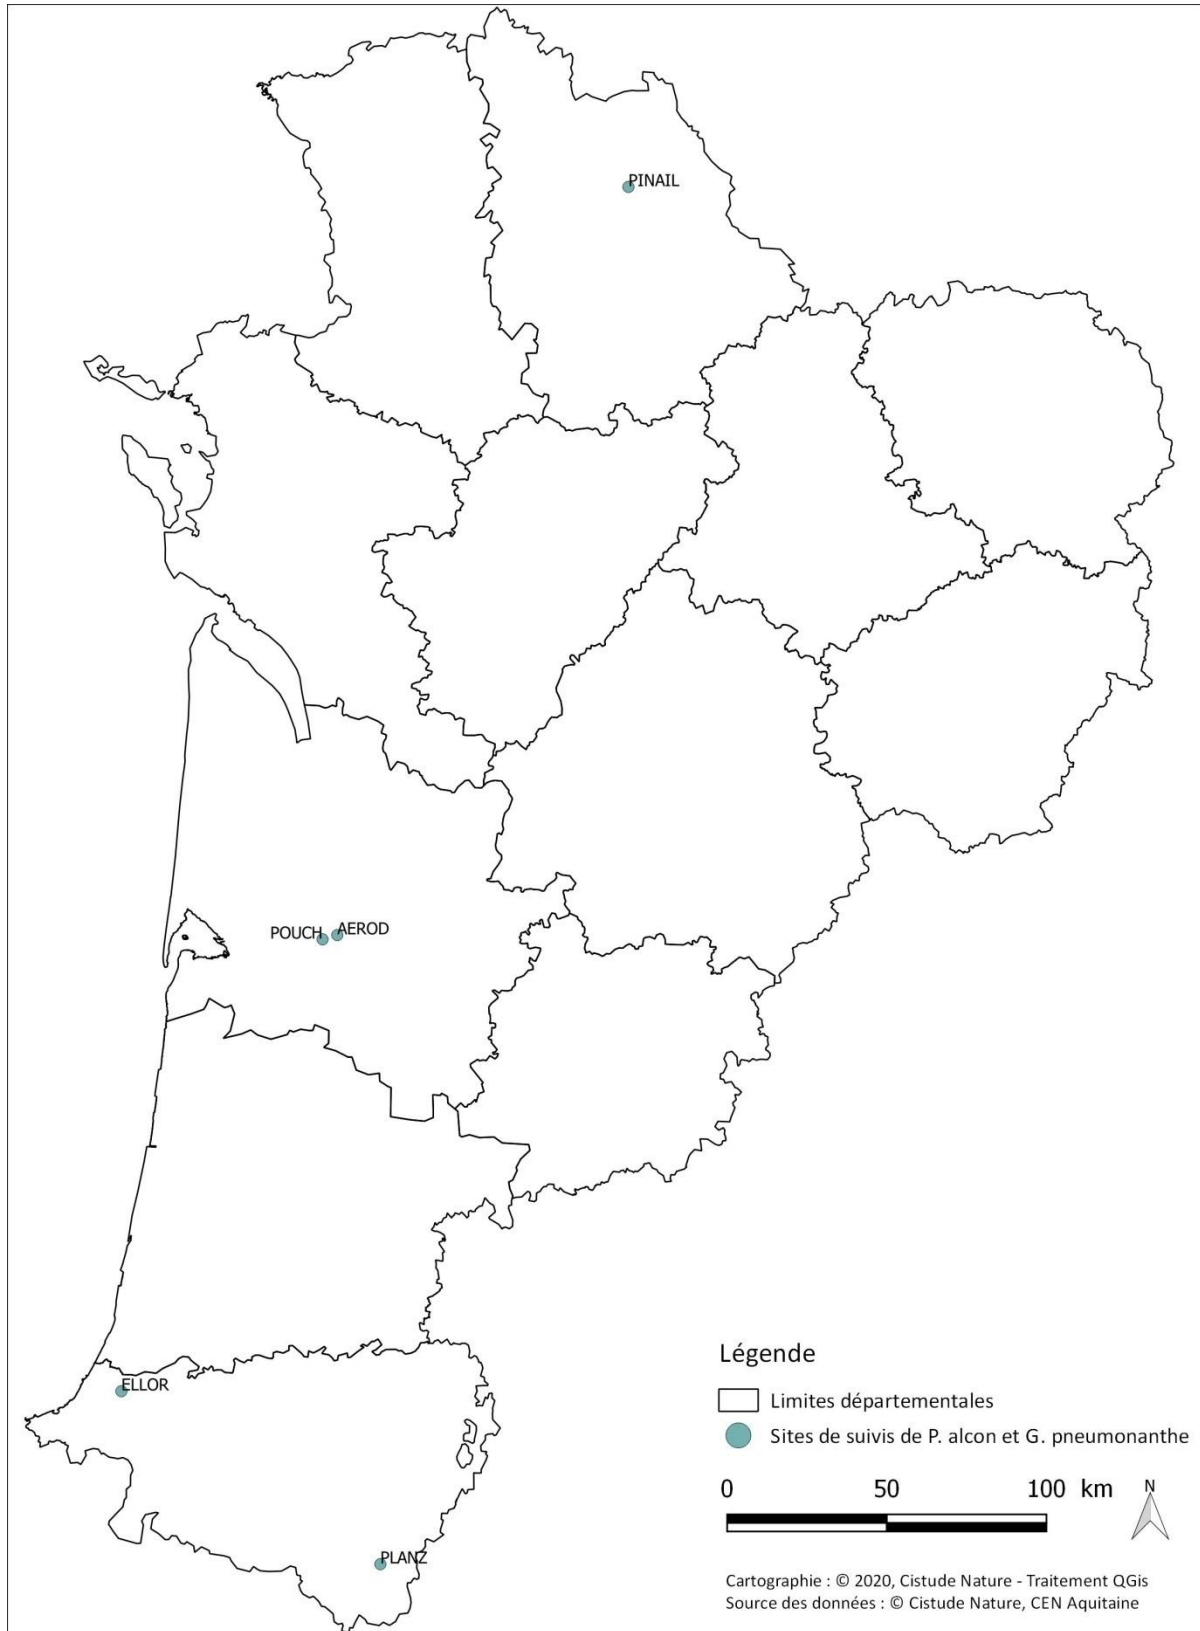 PINAIL
POUCH AEROD
ELLOR
PLANZ
Légende
Limites départementales
Sites de suivis de P. alcon et G. pneumonanthe
0 50 100 km
N
Cartographie : © 2020, Cistude Nature - Traitement QGis
Source des données : © Cistude Nature, CEN Aquitaine